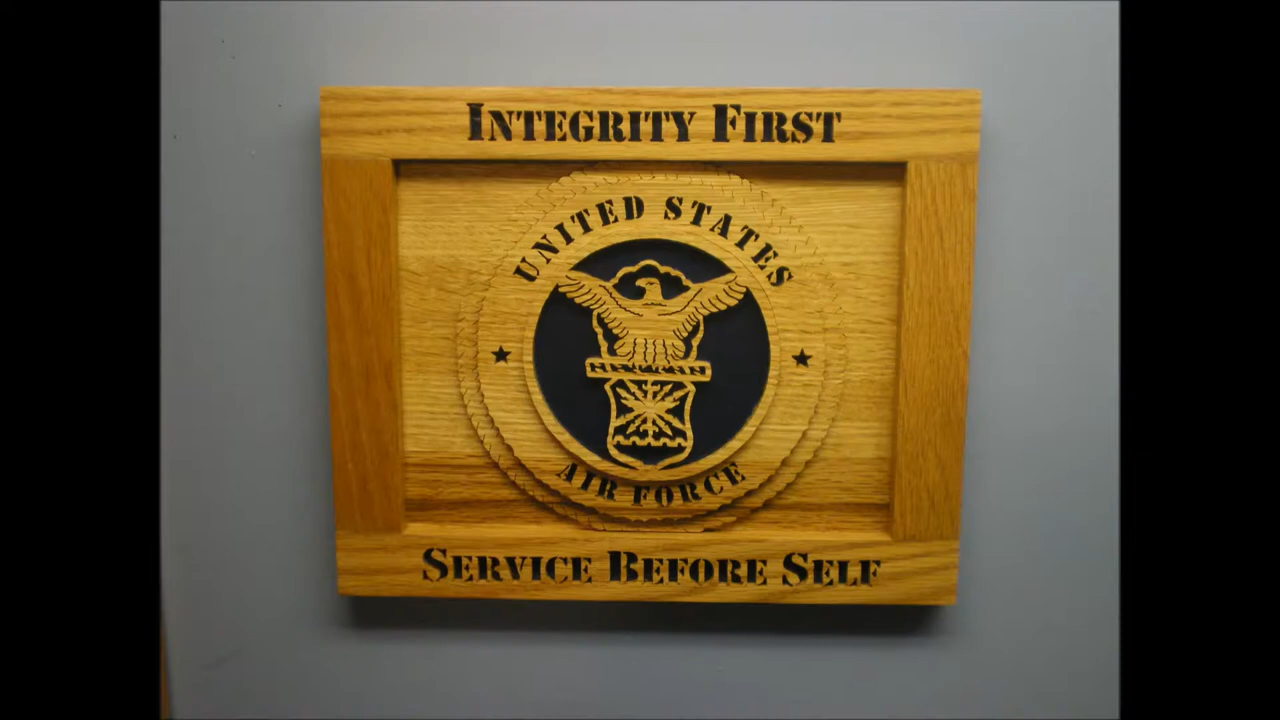 INTEGRITY FIRST
UNITED STATES
AIR FORCE
SERVICE BEFORE SELF